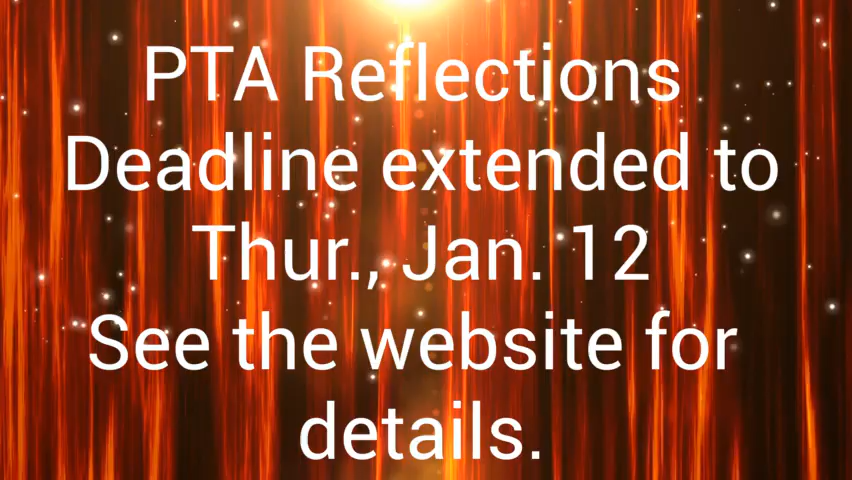 PTA Reflections
Deadline extended to
Thur., Jan. 12
See the website for
details.